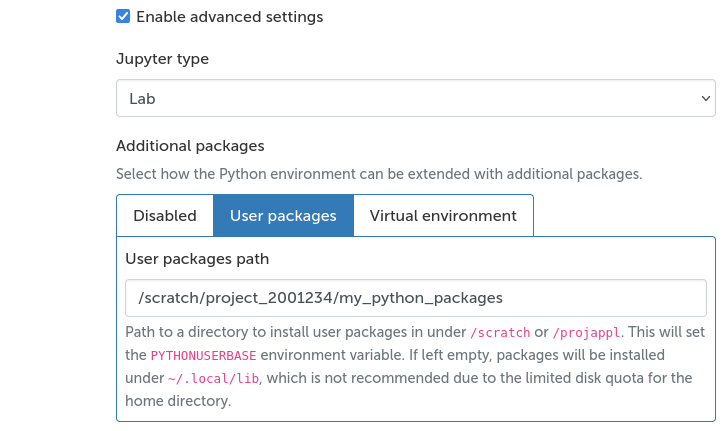 Enable advanced settings
Jupyter type
Lab
Additional packages
Select how the Python environment can be extended with additional packages.
Disabled
User packages
Virtual environment
User packages path
/scratch/project_2001234/my_python_packages
Path to a directory to install user packages in under /scratch or /projappl. This will set
the PYTHONUSERBASE environment variable. If left empty, packages will be installed
under ~/.local/lib, which is not recommended due to the limited disk quota for the
home directory.